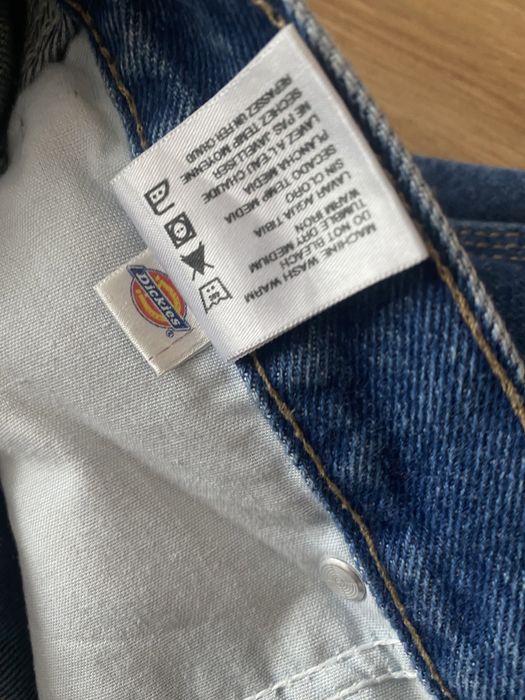 MACHINE WASH WARM
DO NOT BLEACH
TUMBLE DRY MEDIUM
WARM IRON
LAVAR AGUA TIBIA
SIN CLORO
SECADO TEMP MEDIA
PLANCHA MEDIA
LAVEZ A L'EAU CHAUDE
NE PAS JAVELLISER
SECHEZ TEMP MOYENNE
REPASSEZ UN FER CHAUD
Dickies